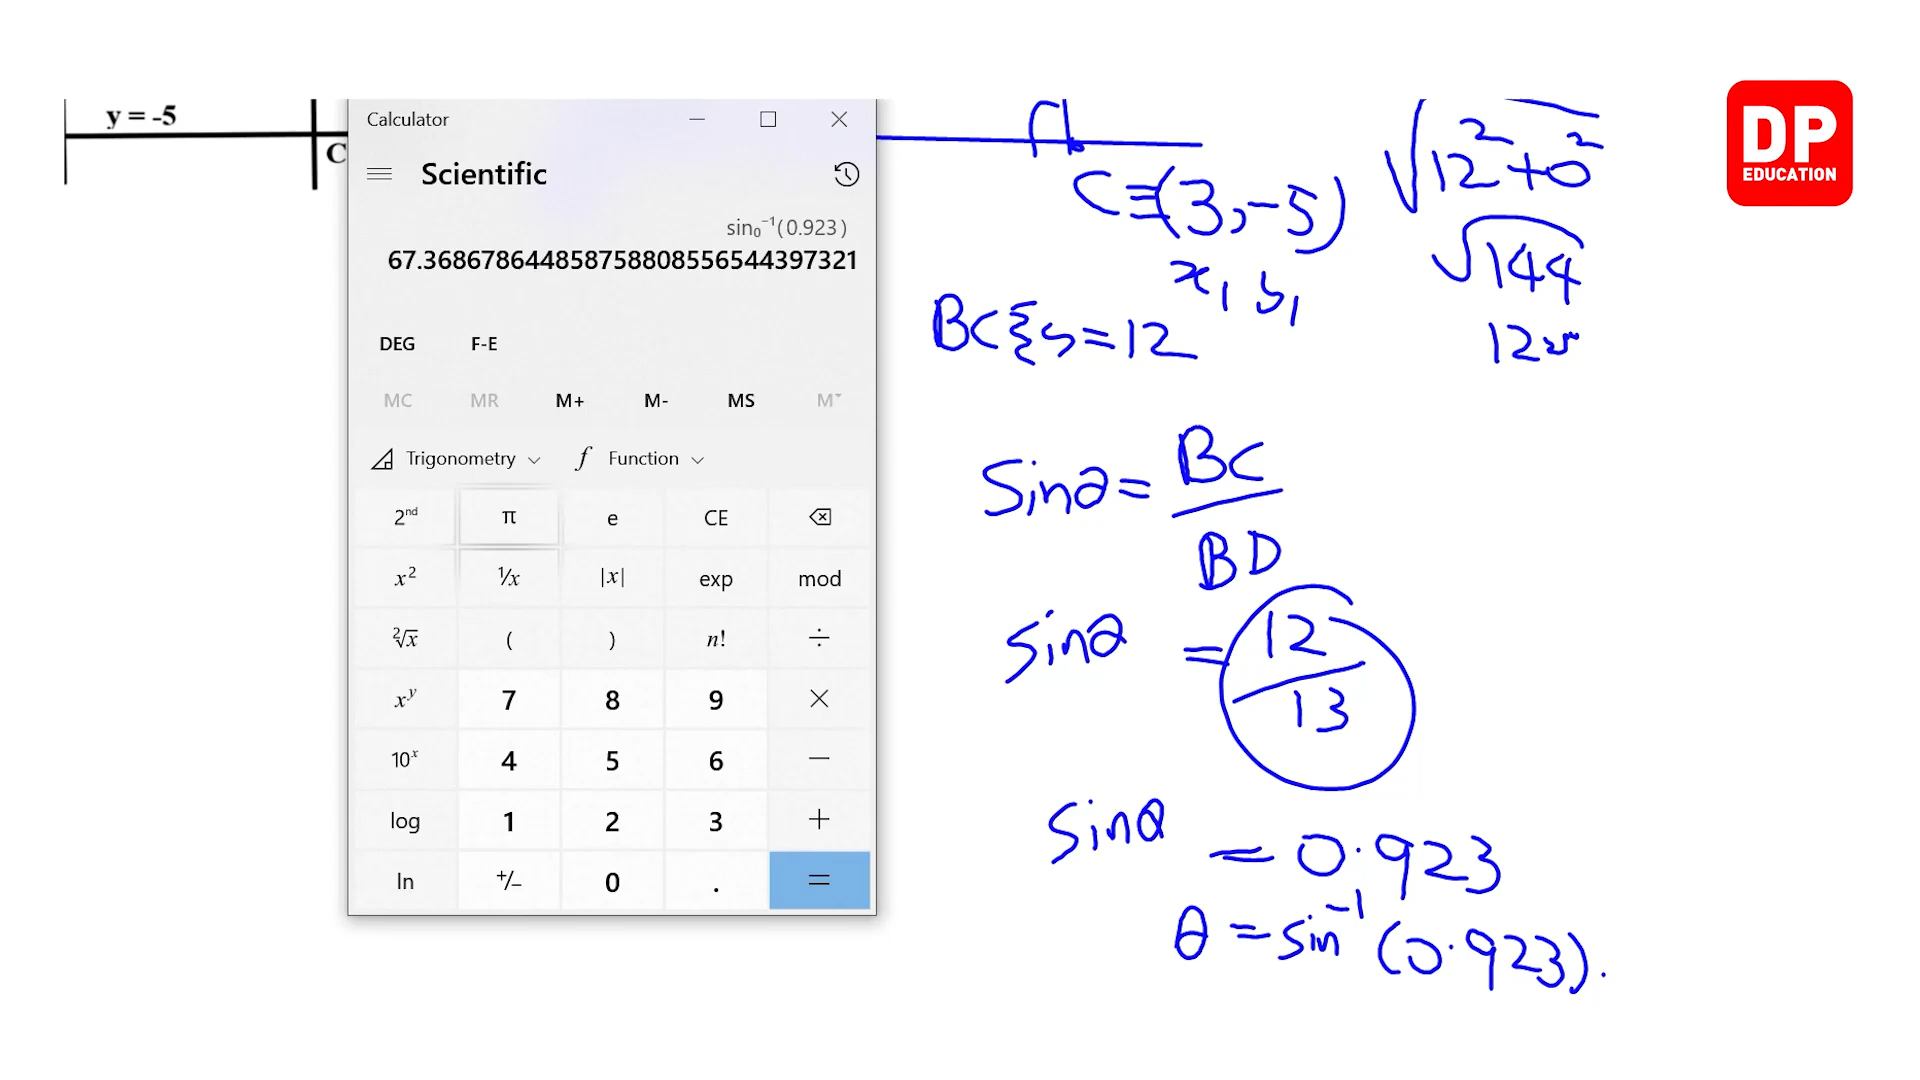 y = -5
C
Calculator
Scientific
sin₀⁻¹(0.923)
67.368678644858758808556544397321
DEG F-E
MC MR M+ M- MS M˅
Trigonometry f Function
2ⁿᵈ π e CE
x² ¹/x |x| exp mod
²√x ( ) n! ÷
xʸ 7 8 9 ×
10ˣ 4 5 6 −
log 1 2 3 +
ln +/− 0 . =
C≡(3,-5)
x₁ y₁
BC = 12
√12²+0²
√144
12
Sinθ = BC
BD
Sinθ = 12
13
Sinθ = 0.923
θ = Sin⁻¹ (0.923).
DP
EDUCATION